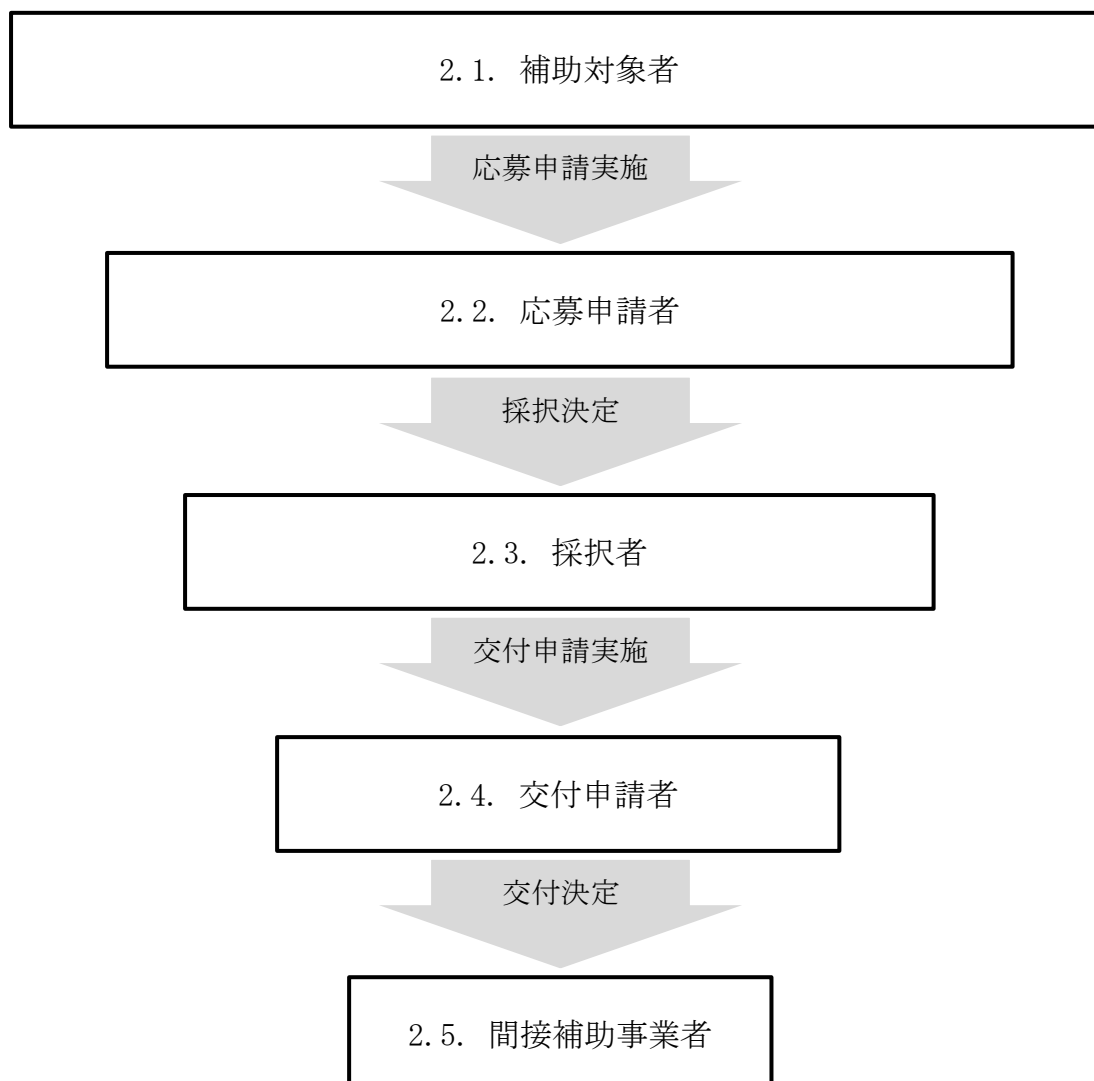 2.1. 補助対象者
応募申請実施
2.2. 応募申請者
採択決定
2.3. 採択者
交付申請実施
2.4. 交付申請者
交付決定
2.5. 間接補助事業者